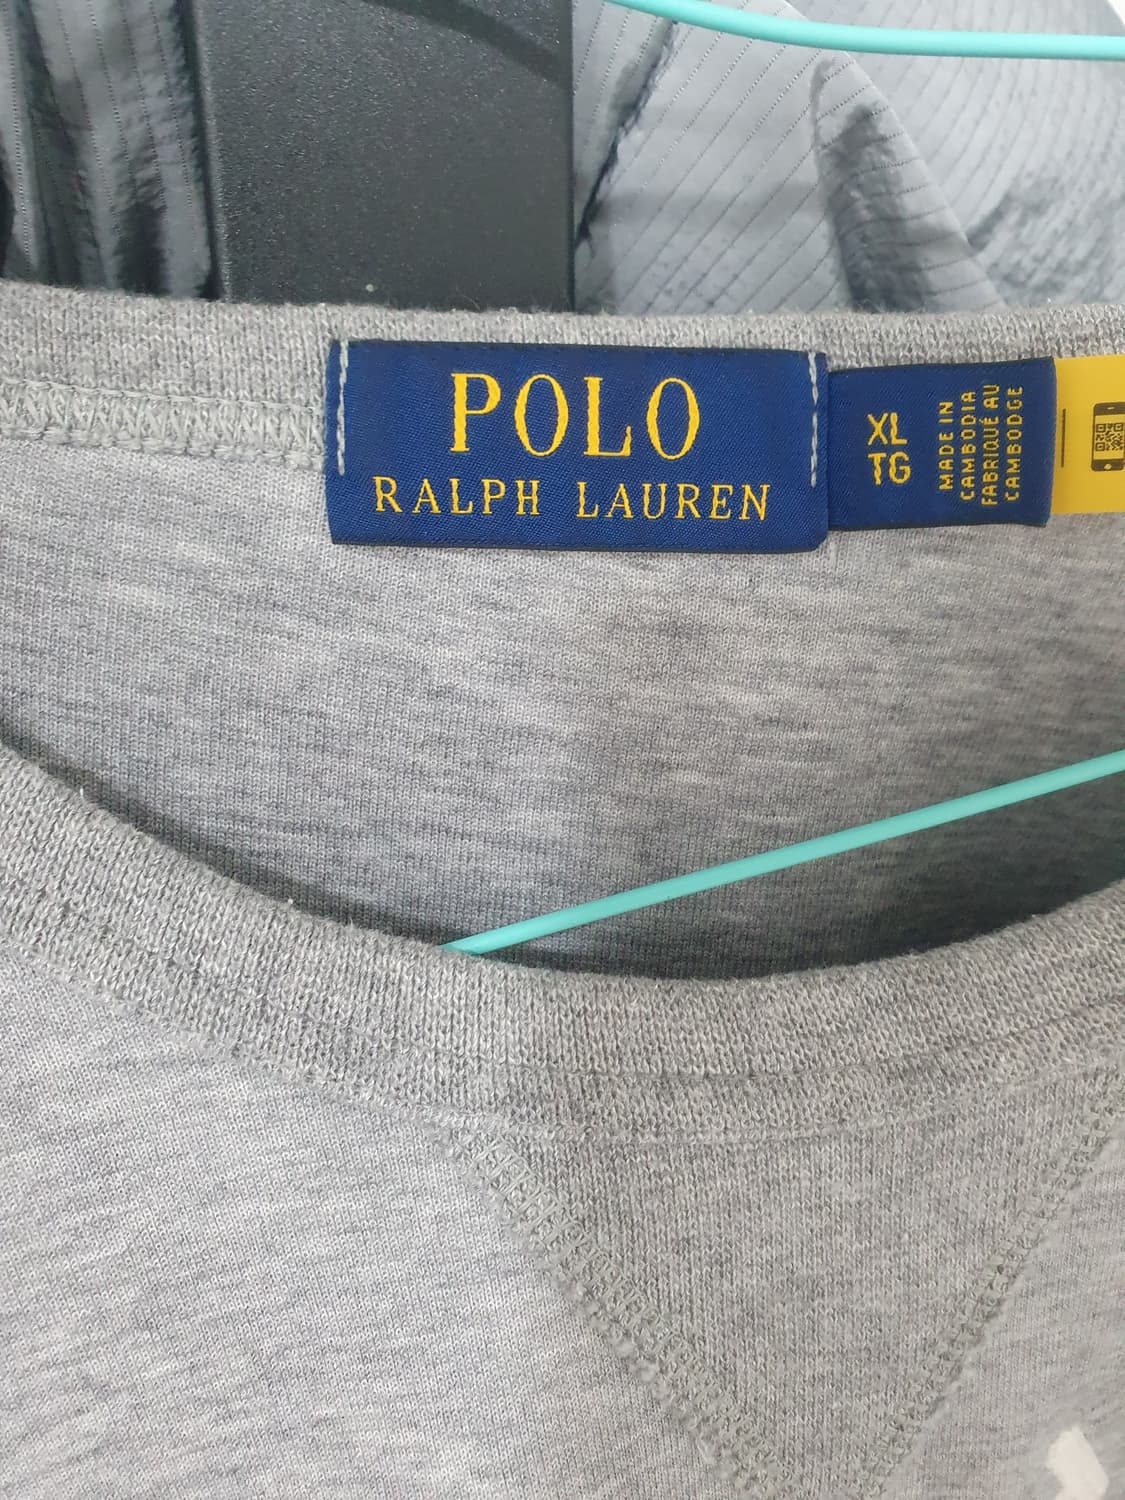 POLO
RALPH LAUREN
XL
TG
MADE IN
CAMBODIA
FABRIQUÉ AU
CAMBODGE